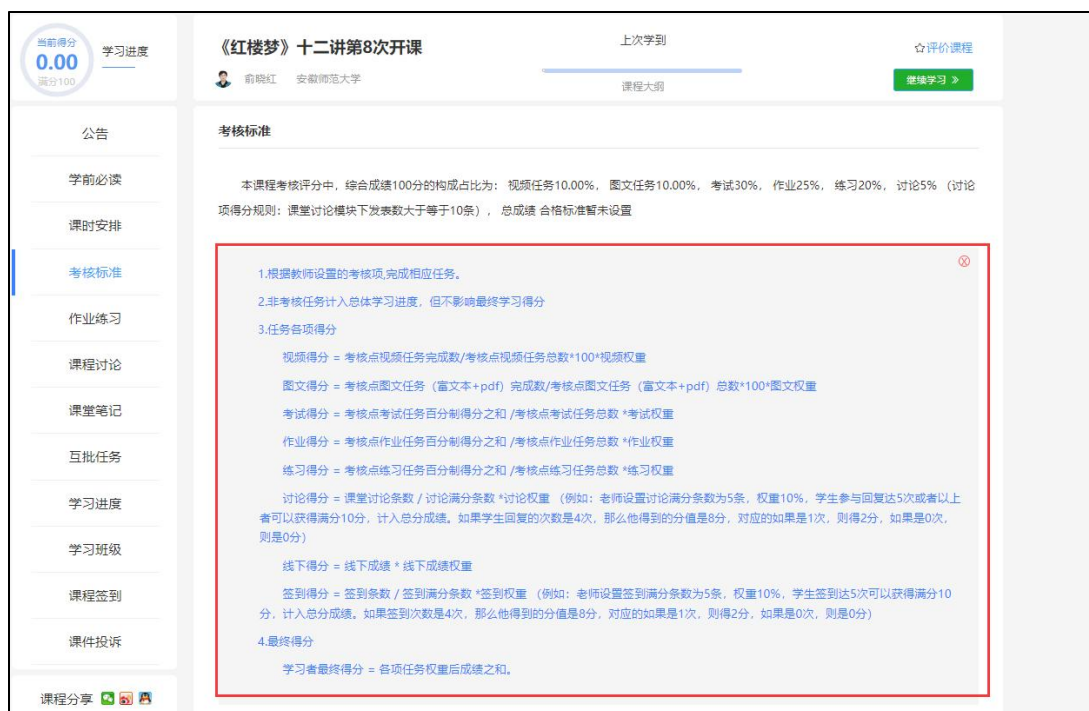 当前得分
0.00
满分100
学习进度
《红楼梦》十二讲第8次开课
俞晓红 安徽师范大学
上次学到
课程大纲
☆评价课程
继续学习 》
公告
学前必读
课时安排
考核标准
作业练习
课程讨论
课堂笔记
互批任务
学习进度
学习班级
课程签到
课件投诉
课程分享
考核标准
本课程考核评分中，综合成绩100分的构成占比为： 视频任务10.00%， 图文任务10.00%， 考试30%， 作业25%， 练习20%， 讨论5% （讨论
项得分规则：课堂讨论模块下发表数大于等于10条）， 总成绩 合格标准暂未设置
1.根据教师设置的考核项,完成相应任务。
2.非考核任务计入总体学习进度，但不影响最终学习得分
3.任务各项得分
视频得分 = 考核点视频任务完成数/考核点视频任务总数*100*视频权重
图文得分 = 考核点图文任务（富文本+pdf）完成数/考核点图文任务（富文本+pdf）总数*100*图文权重
考试得分 = 考核点考试任务百分制得分之和 /考核点考试任务总数 *考试权重
作业得分 = 考核点作业任务百分制得分之和 /考核点作业任务总数 *作业权重
练习得分 = 考核点练习任务百分制得分之和 /考核点练习任务总数 *练习权重
讨论得分 = 课堂讨论条数 / 讨论满分条数 *讨论权重 （例如：老师设置讨论满分条数为5条，权重10%，学生参与回复达5次或者以上
者可以获得满分10分，计入总分成绩。如果学生回复的次数是4次，那么他得到的分值是8分，对应的如果是1次，则得2分，如果是0次，
则是0分）
线下得分 = 线下成绩 * 线下成绩权重
签到得分 = 签到条数 / 签到满分条数 *签到权重 （例如：老师设置签到满分条数为5条，权重10%，学生签到达5次可以获得满分10
分，计入总分成绩。如果签到次数是4次，那么他得到的分值是8分，对应的如果是1次，则得2分，如果是0次，则是0分）
4.最终得分
学习者最终得分 = 各项任务权重后成绩之和。